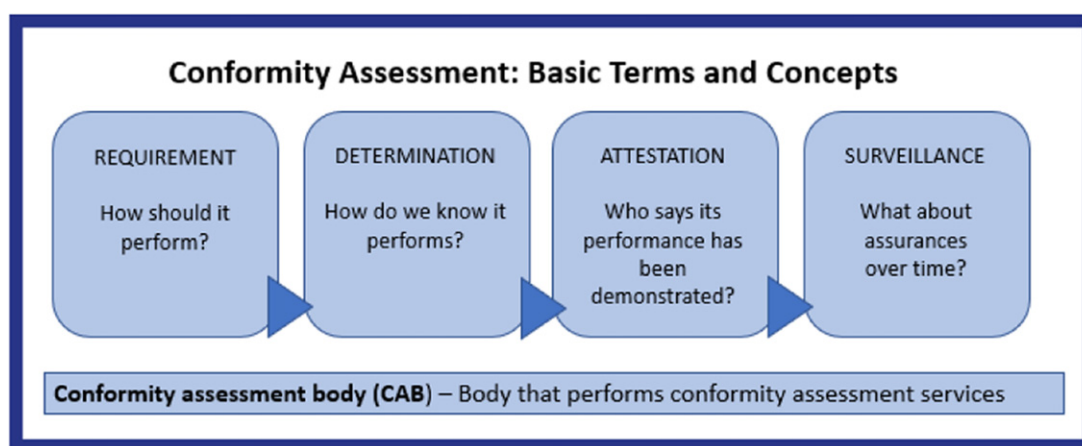 Conformity Assessment: Basic Terms and Concepts
REQUIREMENT
How should it
perform?
DETERMINATION
How do we know it
performs?
ATTESTATION
Who says its
performance has
been
demonstrated?
SURVEILLANCE
What about
assurances
over time?
Conformity assessment body (CAB) – Body that performs conformity assessment services